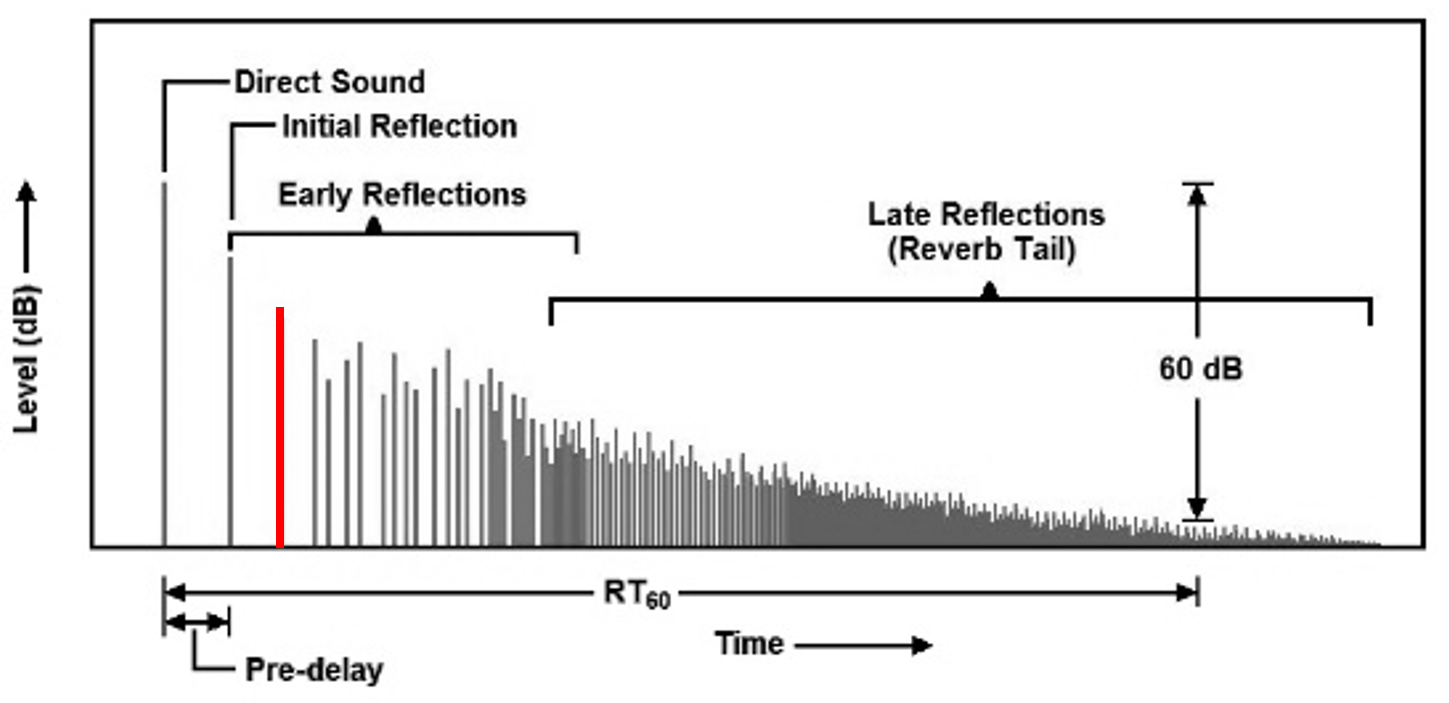 Direct Sound
Initial Reflection
Early Reflections
Late Reflections
(Reverb Tail)
Level (dB)
60 dB
RT60
Time
Pre-delay